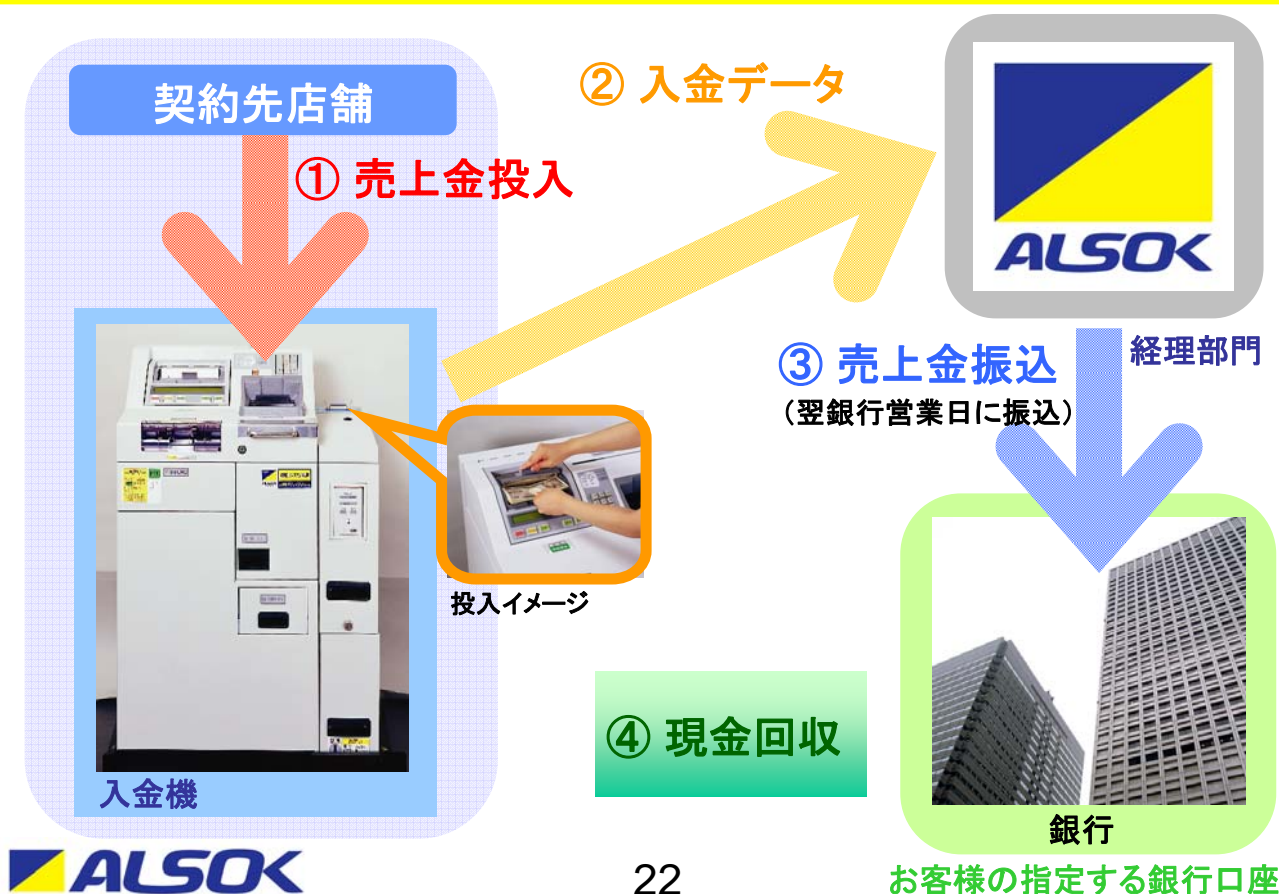 契約先店舗
① 売上金投入
② 入金データ
ALSOK
経理部門
③ 売上金振込
（翌銀行営業日に振込）
投入イメージ
④ 現金回収
入金機
銀行
お客様の指定する銀行口座
ALSOK
22